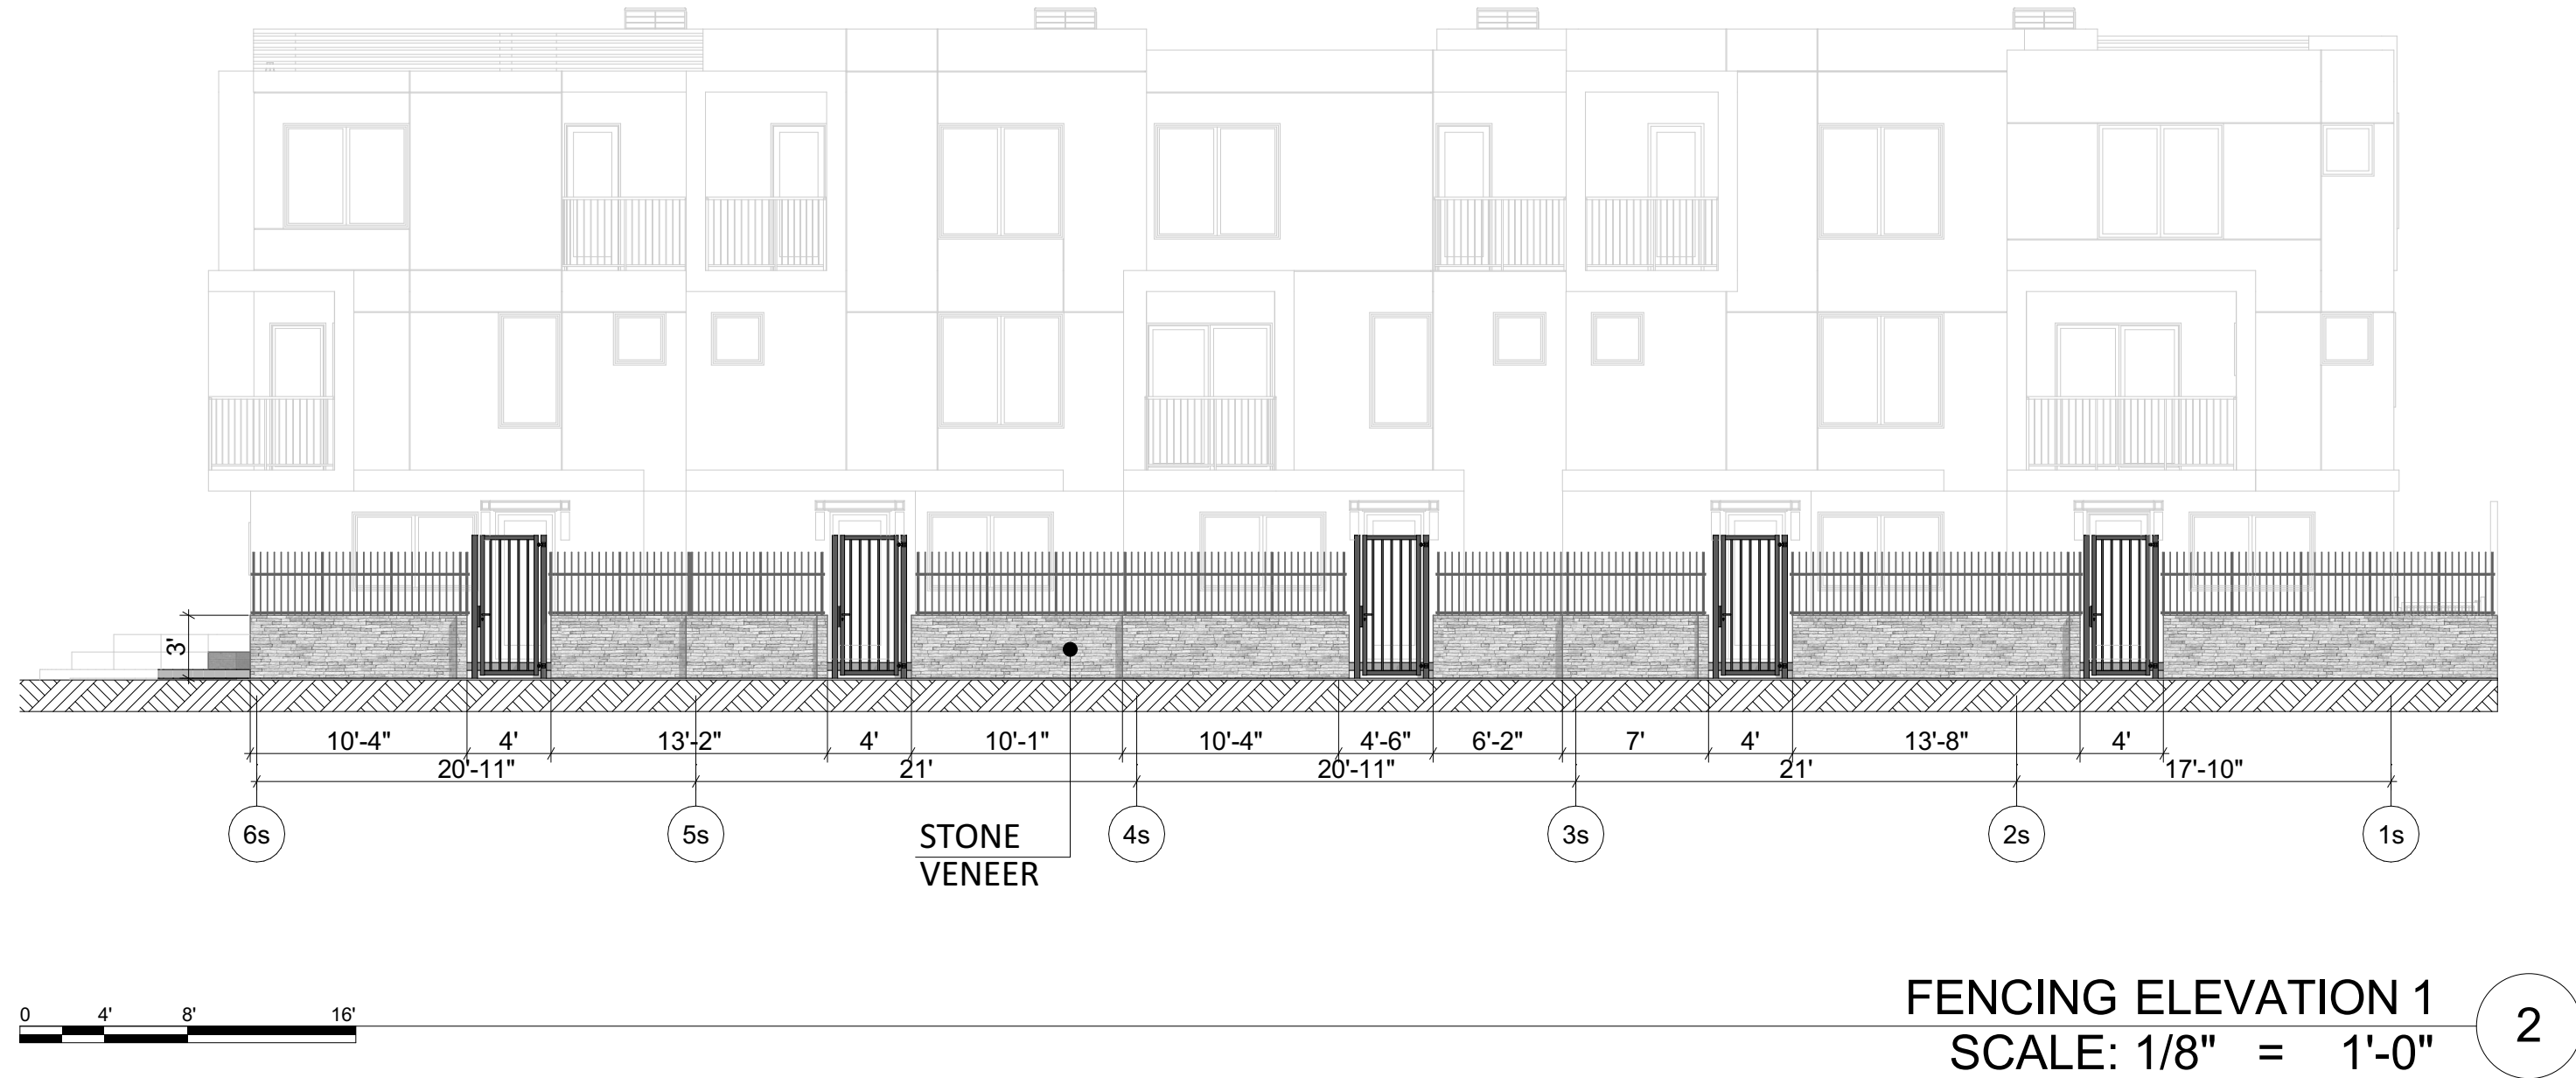 3'
10'-4" 4' 13'-2" 4' 10'-1" 10'-4" 4'-6" 6'-2" 7' 4' 13'-8" 4'
20'-11" 21' 20'-11" 21' 17'-10"
6s 5s 4s 3s 2s 1s
STONE
VENEER
0 4' 8' 16'
FENCING ELEVATION 1
SCALE: 1/8" = 1'-0"
2